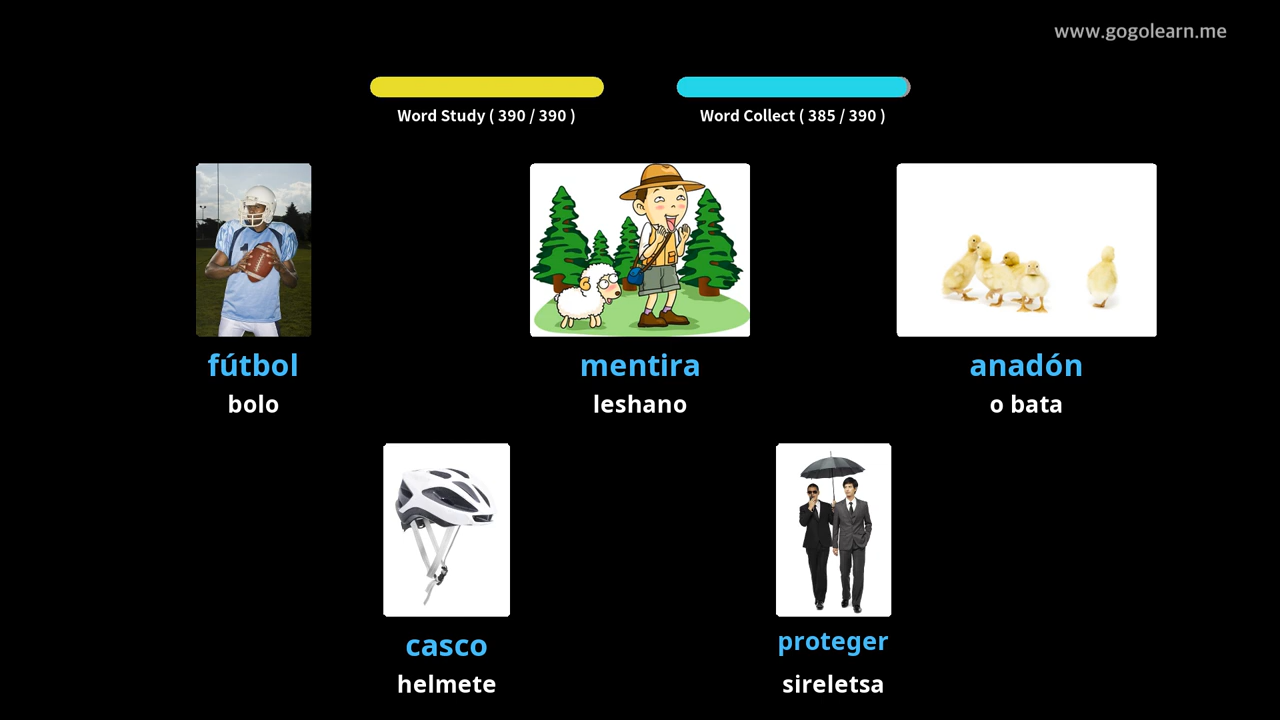 www.gogolearn.me
Word Study ( 390 / 390 )
Word Collect ( 385 / 390 )
fútbol
bolo
mentira
leshano
anadón
o bata
casco
helmete
proteger
sireletsa